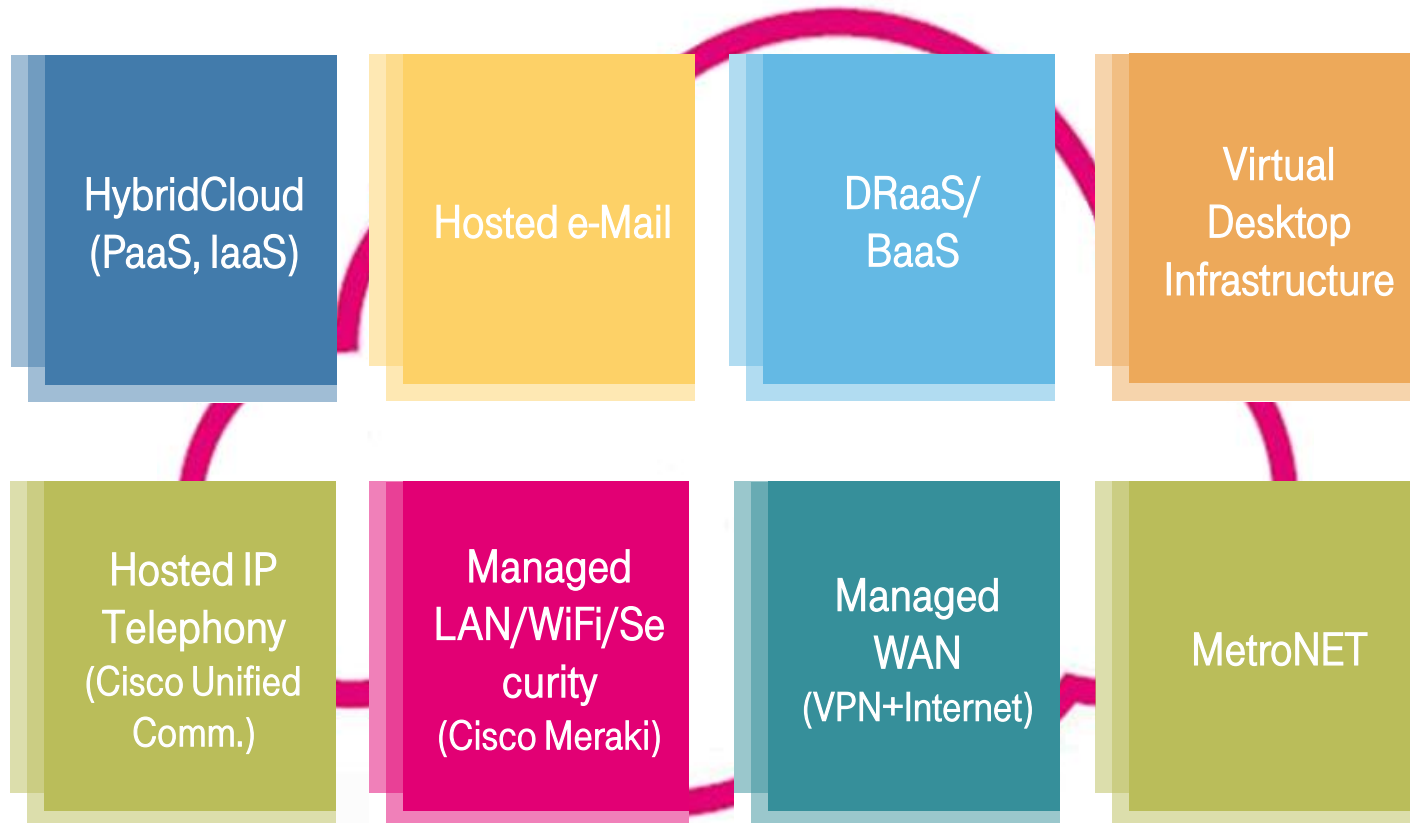 HybridCloud
(PaaS, IaaS)
Hosted e-Mail
DRaaS/
BaaS
Virtual
Desktop
Infrastructure
Hosted IP
Telephony
(Cisco Unified
Comm.)
Managed
LAN/WiFi/Se
curity
(Cisco Meraki)
Managed
WAN
(VPN+Internet)
MetroNET